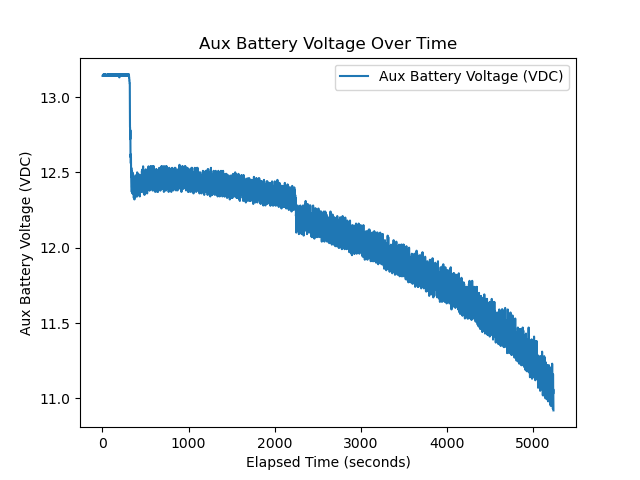 Aux Battery Voltage Over Time
Aux Battery Voltage (VDC)
13.0
12.5
12.0
11.5
11.0
Aux Battery Voltage (VDC)
0 1000 2000 3000 4000 5000
Elapsed Time (seconds)